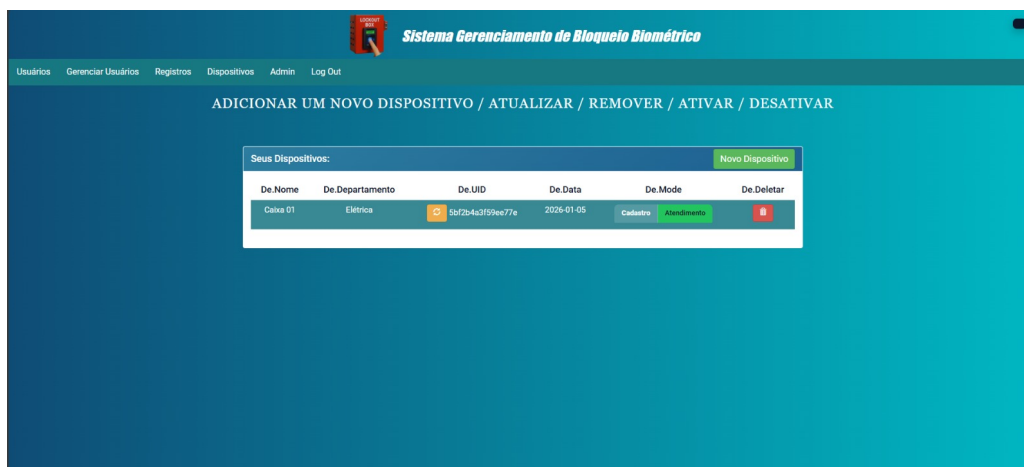 LOCKOUT
BOX
Sistema Gerenciamento de Bloqueio Biométrico
Usuários Gerenciar Usuários Registros Dispositivos Admin Log Out
ADICIONAR UM NOVO DISPOSITIVO / ATUALIZAR / REMOVER / ATIVAR / DESATIVAR
Seus Dispositivos: Novo Dispositivo
De.Nome De.Departamento De.UID De.Data De.Mode De.Deletar
Caixa 01 Elétrica 5bf2b4a3f59ee77e 2026-01-05 Cadastro Atendimento